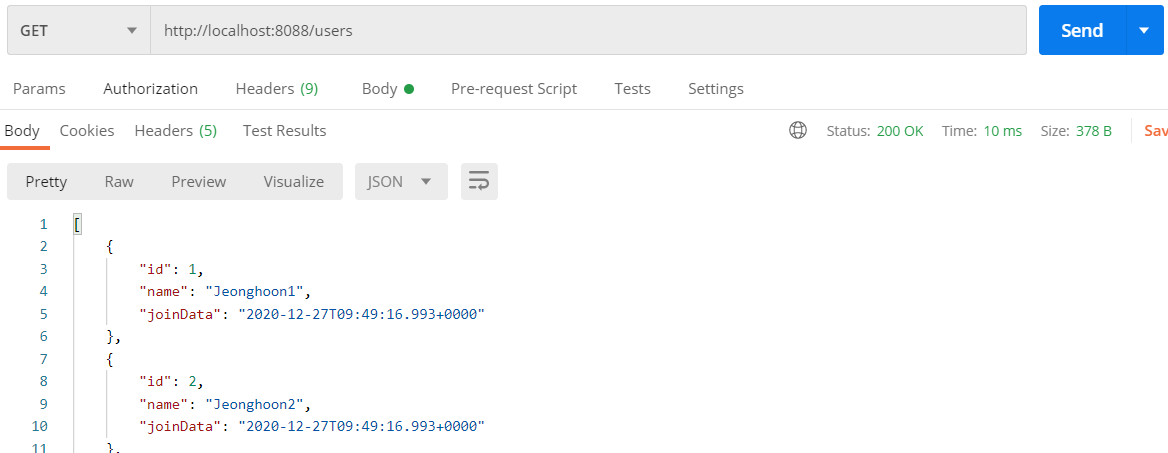 GET http://localhost:8088/users Send
Params Authorization Headers (9) Body Pre-request Script Tests Settings
Body Cookies Headers (5) Test Results Status: 200 OK Time: 10 ms Size: 378 B Sav
Pretty Raw Preview Visualize JSON
1 [
2 {
3 "id": 1,
4 "name": "Jeonghoon1",
5 "joinData": "2020-12-27T09:49:16.993+0000"
6 },
7 {
8 "id": 2,
9 "name": "Jeonghoon2",
10 "joinData": "2020-12-27T09:49:16.993+0000"
11 },